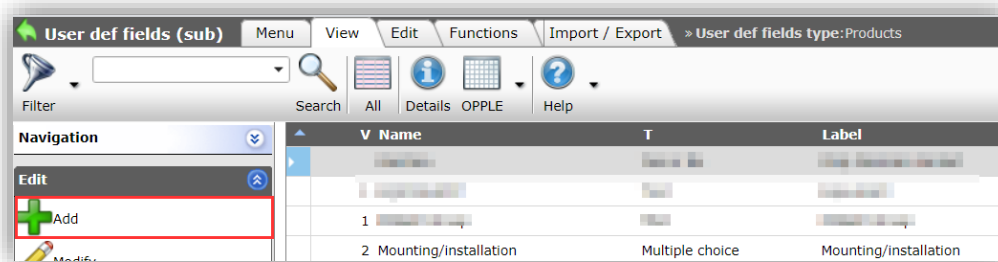 User def fields (sub) Menu View Edit Functions Import / Export » User def fields type:Products
Filter Search All Details OPPLE Help
Navigation V Name T Label
Edit
Add 1
2 Mounting/installation Multiple choice Mounting/installation
Modify